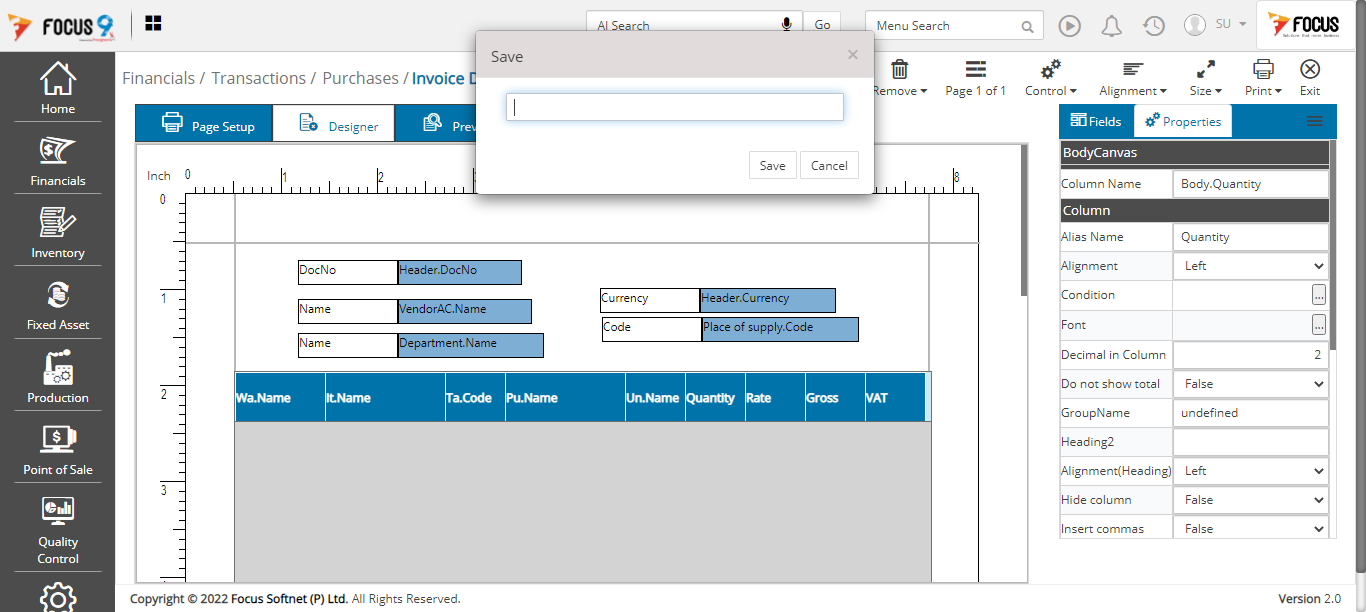 FOCUS 9
AI Search
Go
Menu Search
SU
FOCUS
Financials / Transactions / Purchases / Invoice D
Remove
Page 1 of 1
Control
Alignment
Size
Print
Exit
Save
Save
Cancel
Home
Financials
Inventory
Fixed Asset
Production
Point of Sale
Quality
Control
Page Setup
Designer
Prev
Inch
0
1
2
8
0
1
2
3
DocNo
Header.DocNo
Name
VendorAC.Name
Name
Department.Name
Currency
Header.Currency
Code
Place of supply.Code
Wa.Name
It.Name
Ta.Code
Pu.Name
Un.Name
Quantity
Rate
Gross
VAT
Fields
Properties
BodyCanvas
Column Name
Body.Quantity
Column
Alias Name
Quantity
Alignment
Left
Condition
...
Font
...
Decimal in Column
2
Do not show total
False
GroupName
undefined
Heading2
Alignment(Heading)
Left
Hide column
False
Insert commas
False
Copyright © 2022 Focus Softnet (P) Ltd. All Rights Reserved.
Version 2.0